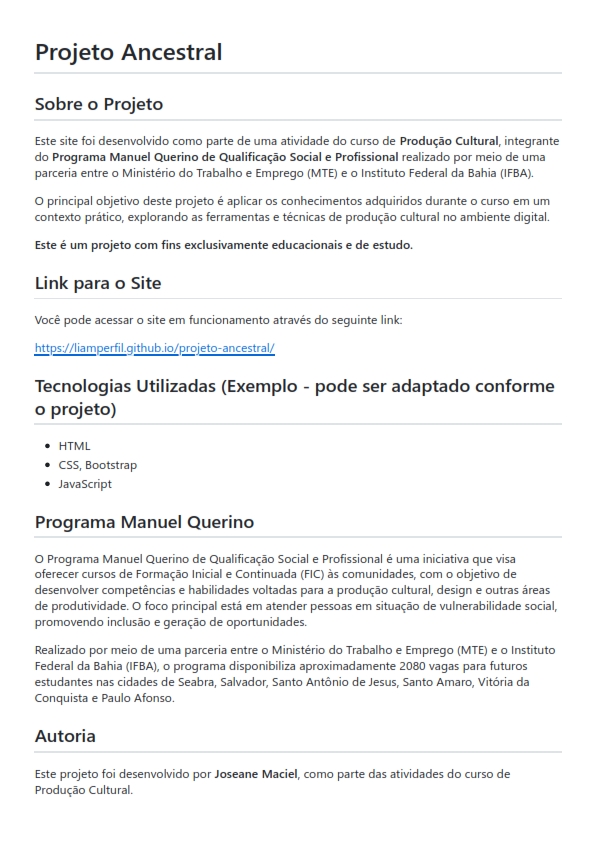 Projeto Ancestral
Sobre o Projeto
Este site foi desenvolvido como parte de uma atividade do curso de Produção Cultural, integrante
do Programa Manuel Querino de Qualificação Social e Profissional realizado por meio de uma
parceria entre o Ministério do Trabalho e Emprego (MTE) e o Instituto Federal da Bahia (IFBA).
O principal objetivo deste projeto é aplicar os conhecimentos adquiridos durante o curso em um
contexto prático, explorando as ferramentas e técnicas de produção cultural no ambiente digital.
Este é um projeto com fins exclusivamente educacionais e de estudo.
Link para o Site
Você pode acessar o site em funcionamento através do seguinte link:
https://liamperfil.github.io/projeto-ancestral/
Tecnologias Utilizadas (Exemplo - pode ser adaptado conforme
o projeto)
• HTML
• CSS, Bootstrap
• JavaScript
Programa Manuel Querino
O Programa Manuel Querino de Qualificação Social e Profissional é uma iniciativa que visa
oferecer cursos de Formação Inicial e Continuada (FIC) às comunidades, com o objetivo de
desenvolver competências e habilidades voltadas para a produção cultural, design e outras áreas
de produtividade. O foco principal está em atender pessoas em situação de vulnerabilidade social,
promovendo inclusão e geração de oportunidades.
Realizado por meio de uma parceria entre o Ministério do Trabalho e Emprego (MTE) e o Instituto
Federal da Bahia (IFBA), o programa disponibiliza aproximadamente 2080 vagas para futuros
estudantes nas cidades de Seabra, Salvador, Santo Antônio de Jesus, Santo Amaro, Vitória da
Conquista e Paulo Afonso.
Autoria
Este projeto foi desenvolvido por Joseane Maciel, como parte das atividades do curso de
Produção Cultural.